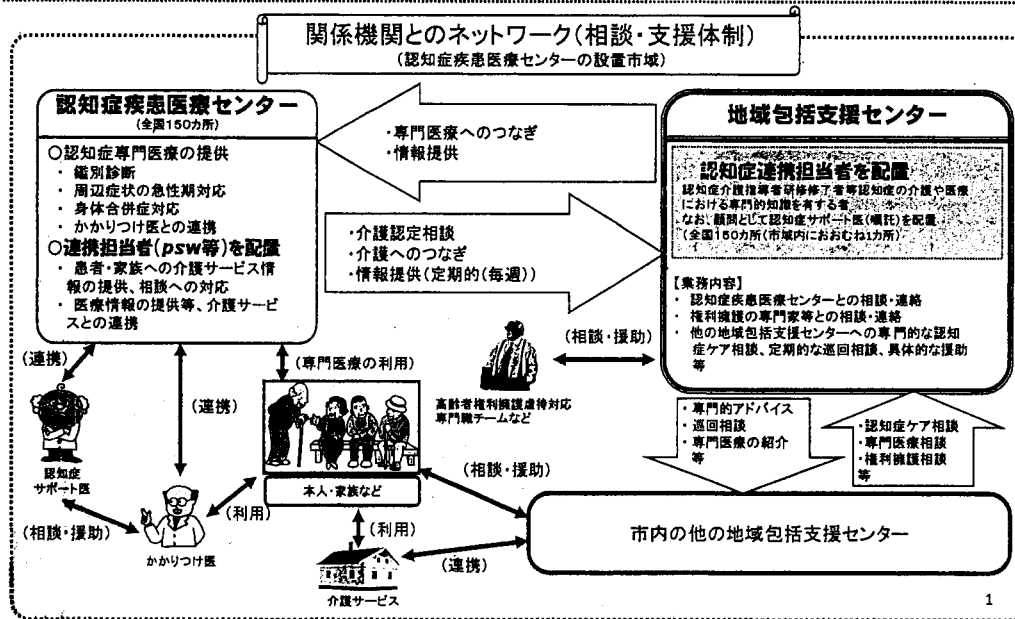 関係機関とのネットワーク(相談・支援体制)
(認知症疾患医療センターの設置市域)
認知症疾患医療センター
(全国150カ所)
○認知症専門医療の提供
・ 鑑別診断
・ 周辺症状の急性期対応
・ 身体合併症対応
・ かかりつけ医との連携
○連携担当者(psw等)を配置
・ 患者・家族への介護サービス情
報の提供、相談への対応
・ 医療情報の提供等、介護サービ
スとの連携
・専門医療へのつなぎ
・情報提供
・介護認定相談
・介護へのつなぎ
・情報提供(定期的(毎週))
地域包括支援センター
認知症連携担当者を配置
認知症介護指導者研修修了者等認知症の介護や医療
における専門的知識を有する者
なお、顧問として認知症サポート医(嘱託)を配置
(全国150カ所(市域内におおむね1カ所)
【業務内容】
・ 認知症疾患医療センターとの相談・連絡
・ 権利擁護の専門家等との相談・連絡
・ 他の地域包括支援センターへの専門的な認知
症ケア相談、定期的な巡回相談、具体的な援助
等
(連携)
(連携)
(専門医療の利用)
(相談・援助)
高齢者権利擁護虐待対応
専門職チームなど
認知症
サポート医
本人・家族など
(相談・援助)
・専門的アドバイス
・巡回相談
・専門医療の紹介
等
・認知症ケア相談
・専門医療相談
・権利擁護相談
等
(相談・援助)
(利用)
(利用)
かかりつけ医
(連携)
介護サービス
市内の他の地域包括支援センター
1